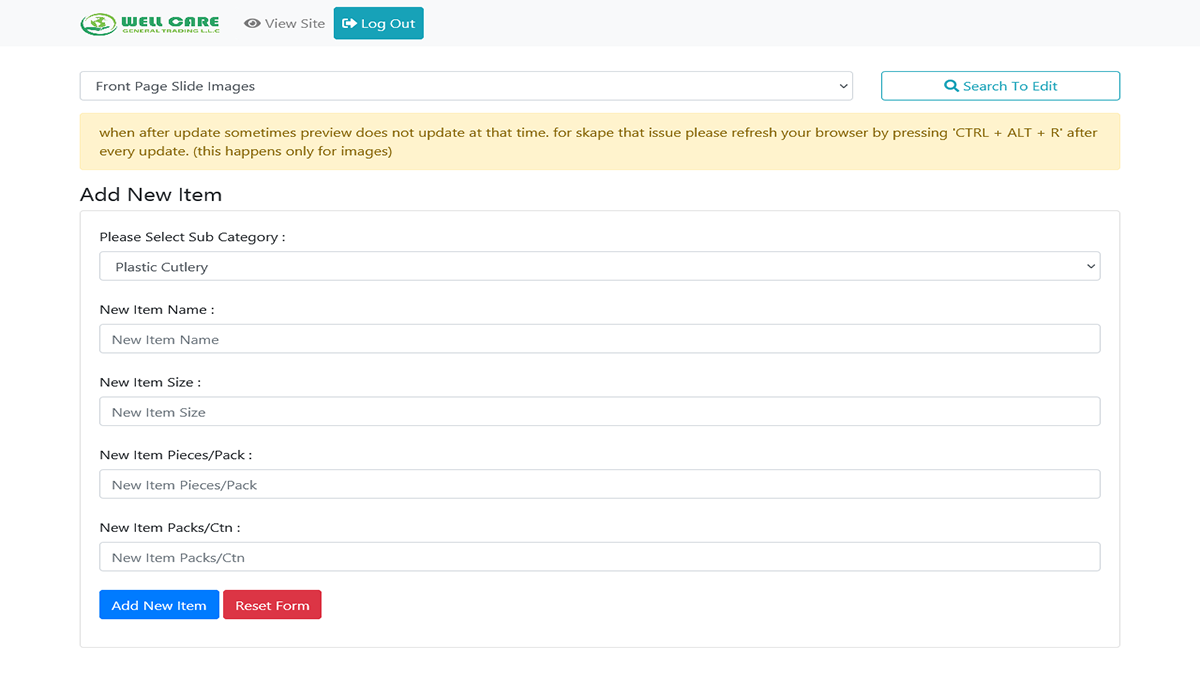 WELL CARE
GENERAL TRADING L.L.C
View Site
Log Out
Front Page Slide Images
Search To Edit
when after update sometimes preview does not update at that time. for skape that issue please refresh your browser by pressing 'CTRL + ALT + R' after
every update. (this happens only for images)
Add New Item
Please Select Sub Category :
Plastic Cutlery
New Item Name :
New Item Name
New Item Size :
New Item Size
New Item Pieces/Pack :
New Item Pieces/Pack
New Item Packs/Ctn :
New Item Packs/Ctn
Add New Item
Reset Form